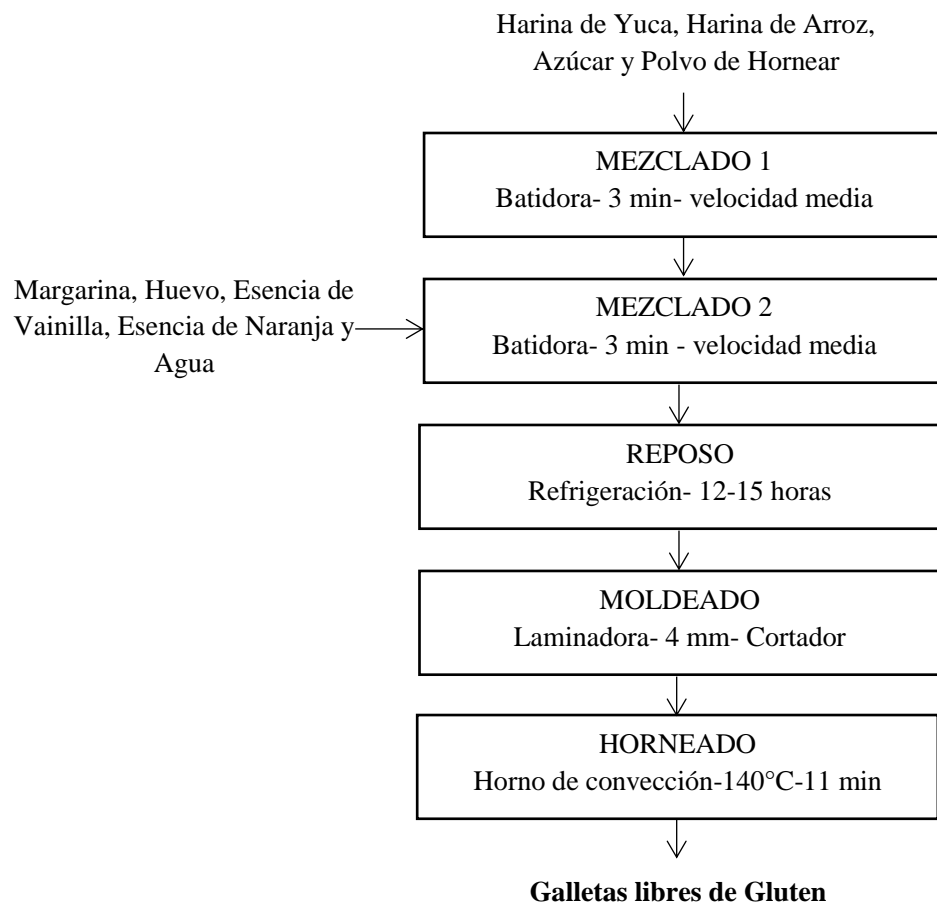 Harina de Yuca, Harina de Arroz,
Azúcar y Polvo de Hornear
MEZCLADO 1
Batidora- 3 min- velocidad media
Margarina, Huevo, Esencia de
Vainilla, Esencia de Naranja y
Agua
MEZCLADO 2
Batidora- 3 min - velocidad media
REPOSO
Refrigeración- 12-15 horas
MOLDEADO
Laminadora- 4 mm- Cortador
HORNEADO
Horno de convección-140°C-11 min
Galletas libres de Gluten